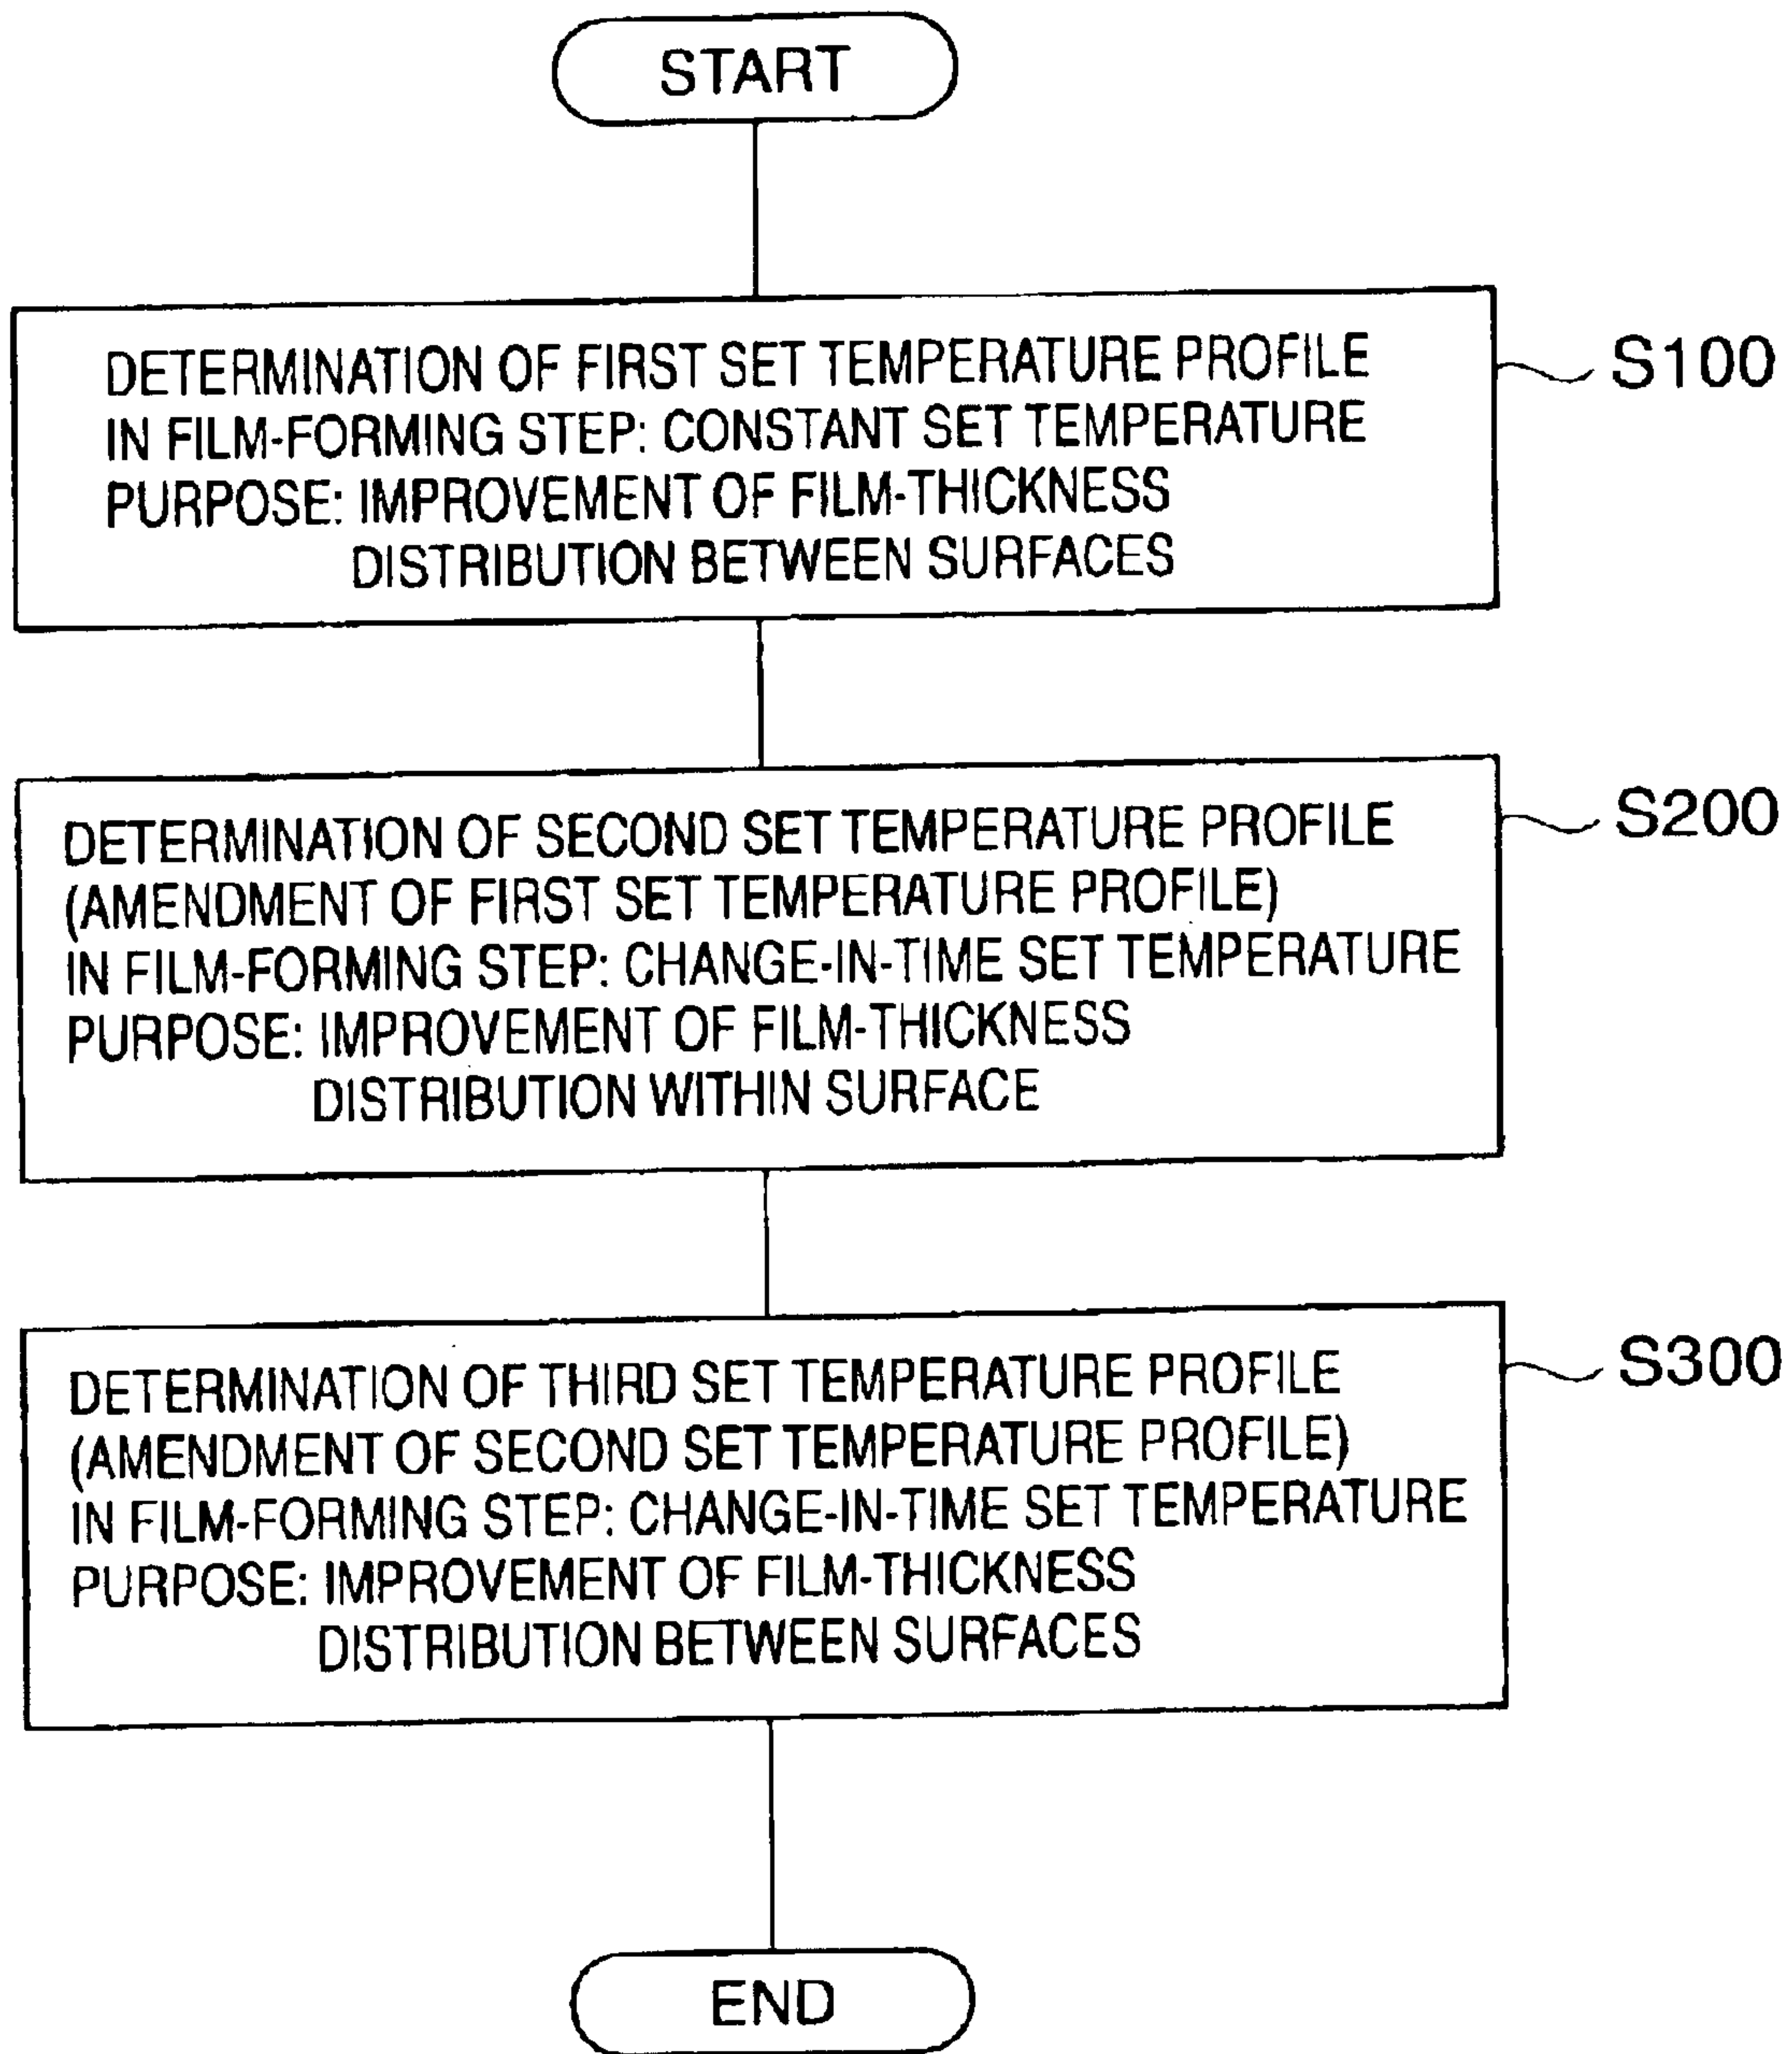 START
DETERMINATION OF FIRST SET TEMPERATURE PROFILE
IN FILM-FORMING STEP: CONSTANT SET TEMPERATURE
PURPOSE: IMPROVEMENT OF FILM-THICKNESS
DISTRIBUTION BETWEEN SURFACES
S100
DETERMINATION OF SECOND SET TEMPERATURE PROFILE
(AMENDMENT OF FIRST SET TEMPERATURE PROFILE)
IN FILM-FORMING STEP: CHANGE-IN-TIME SET TEMPERATURE
PURPOSE: IMPROVEMENT OF FILM-THICKNESS
DISTRIBUTION WITHIN SURFACE
S200
DETERMINATION OF THIRD SET TEMPERATURE PROFILE
(AMENDMENT OF SECOND SET TEMPERATURE PROFILE)
IN FILM-FORMING STEP: CHANGE-IN-TIME SET TEMPERATURE
PURPOSE: IMPROVEMENT OF FILM-THICKNESS
DISTRIBUTION BETWEEN SURFACES
S300
END